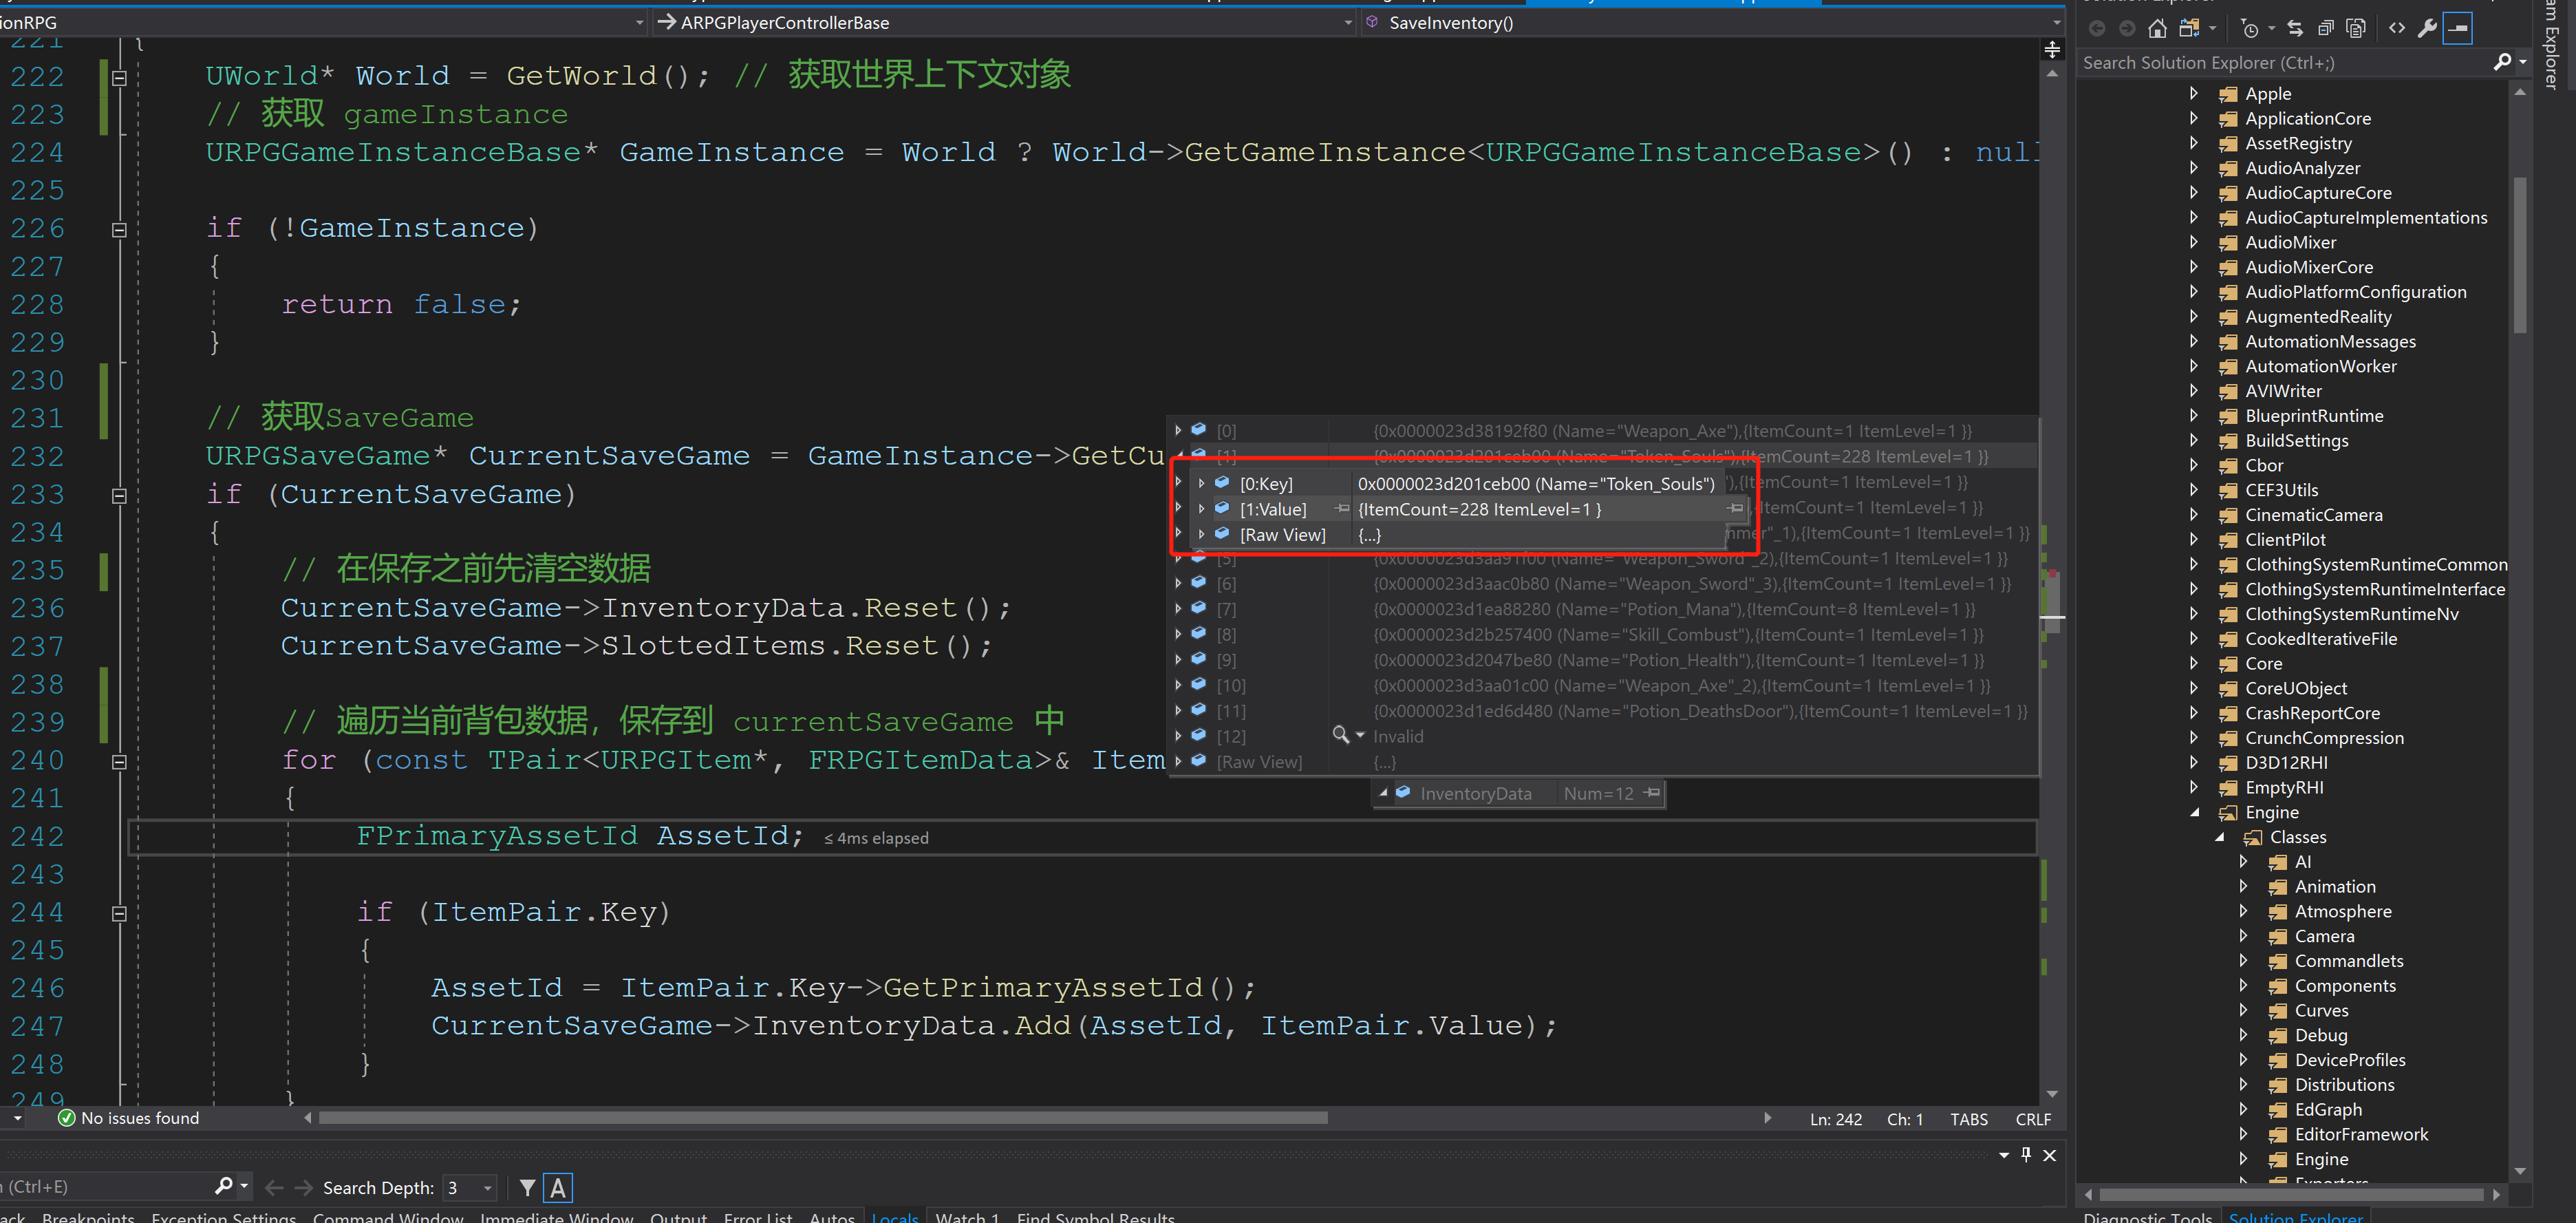 ionRPG
ARPGPlayerControllerBase
SaveInventory()
221 {
222 UWorld* World = GetWorld(); // 获取世界上下文对象
223 // 获取 gameInstance
224 URPGGameInstanceBase* GameInstance = World ? World->GetGameInstance<URPGGameInstanceBase>() : null
225
226 if (!GameInstance)
227 {
228 return false;
229 }
230
231 // 获取SaveGame
232 URPGSaveGame* CurrentSaveGame = GameInstance->GetCu
233 if (CurrentSaveGame)
234 {
235 // 在保存之前先清空数据
236 CurrentSaveGame->InventoryData.Reset();
237 CurrentSaveGame->SlottedItems.Reset();
238
239 // 遍历当前背包数据，保存到 currentSaveGame 中
240 for (const TPair<URPGItem*, FRPGItemData>& Item
241 {
242 FPrimaryAssetId AssetId; ≤ 4ms elapsed
243
244 if (ItemPair.Key)
245 {
246 AssetId = ItemPair.Key->GetPrimaryAssetId();
247 CurrentSaveGame->InventoryData.Add(AssetId, ItemPair.Value);
248 }
249 }
[0] {0x0000023d38192f80 (Name="Weapon_Axe"),{ItemCount=1 ItemLevel=1 }}
[1] {0x0000023d201ceb00 (Name="Token_Souls"),{ItemCount=228 ItemLevel=1 }}
[0:Key] 0x0000023d201ceb00 (Name="Token_Souls") "),{ItemCount=1 ItemLevel=1 }}
[1:Value] {ItemCount=228 ItemLevel=1 } ,{ItemCount=1 ItemLevel=1 }}
[Raw View] {...} nmer"_1),{ItemCount=1 ItemLevel=1 }}
[5] {0x0000023d3aa91f00 (Name="Weapon_Sword"_2),{ItemCount=1 ItemLevel=1 }}
[6] {0x0000023d3aac0b80 (Name="Weapon_Sword"_3),{ItemCount=1 ItemLevel=1 }}
[7] {0x0000023d1ea88280 (Name="Potion_Mana"),{ItemCount=8 ItemLevel=1 }}
[8] {0x0000023d2b257400 (Name="Skill_Combust"),{ItemCount=1 ItemLevel=1 }}
[9] {0x0000023d2047be80 (Name="Potion_Health"),{ItemCount=1 ItemLevel=1 }}
[10] {0x0000023d3aa01c00 (Name="Weapon_Axe"_2),{ItemCount=1 ItemLevel=1 }}
[11] {0x0000023d1ed6d480 (Name="Potion_DeathsDoor"),{ItemCount=1 ItemLevel=1 }}
[12] Invalid
[Raw View] {...}
InventoryData Num=12
No issues found
Ln: 242 Ch: 1 TABS CRLF
(Ctrl+E)
Search Depth: 3
A
ack Breakpoints Exception Settings Command Window Immediate Window Output Error List Autos Locals Watch 1 Find Symbol Results
Search Solution Explorer (Ctrl+;)
Apple
ApplicationCore
AssetRegistry
AudioAnalyzer
AudioCaptureCore
AudioCaptureImplementations
AudioMixer
AudioMixerCore
AudioPlatformConfiguration
AugmentedReality
AutomationMessages
AutomationWorker
AVIWriter
BlueprintRuntime
BuildSettings
Cbor
CEF3Utils
CinematicCamera
ClientPilot
ClothingSystemRuntimeCommon
ClothingSystemRuntimeInterface
ClothingSystemRuntimeNv
CookedIterativeFile
Core
CoreUObject
CrashReportCore
CrunchCompression
D3D12RHI
EmptyRHI
Engine
Classes
AI
Animation
Atmosphere
Camera
Commandlets
Components
Curves
Debug
DeviceProfiles
Distributions
EdGraph
EditorFramework
Engine
Exporters
Diagnostic Tools Solution Explorer
am Explorer